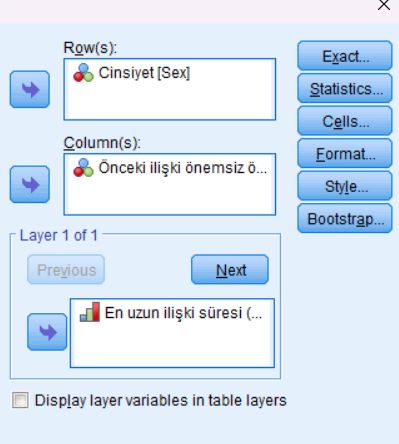 Row(s):
Cinsiyet [Sex]
Column(s):
Önceki ilişki önemsiz ö...
Layer 1 of 1
Previous
Next
En uzun ilişki süresi (...
Display layer variables in table layers
Exact...
Statistics...
Cells...
Format...
Style...
Bootstrap...